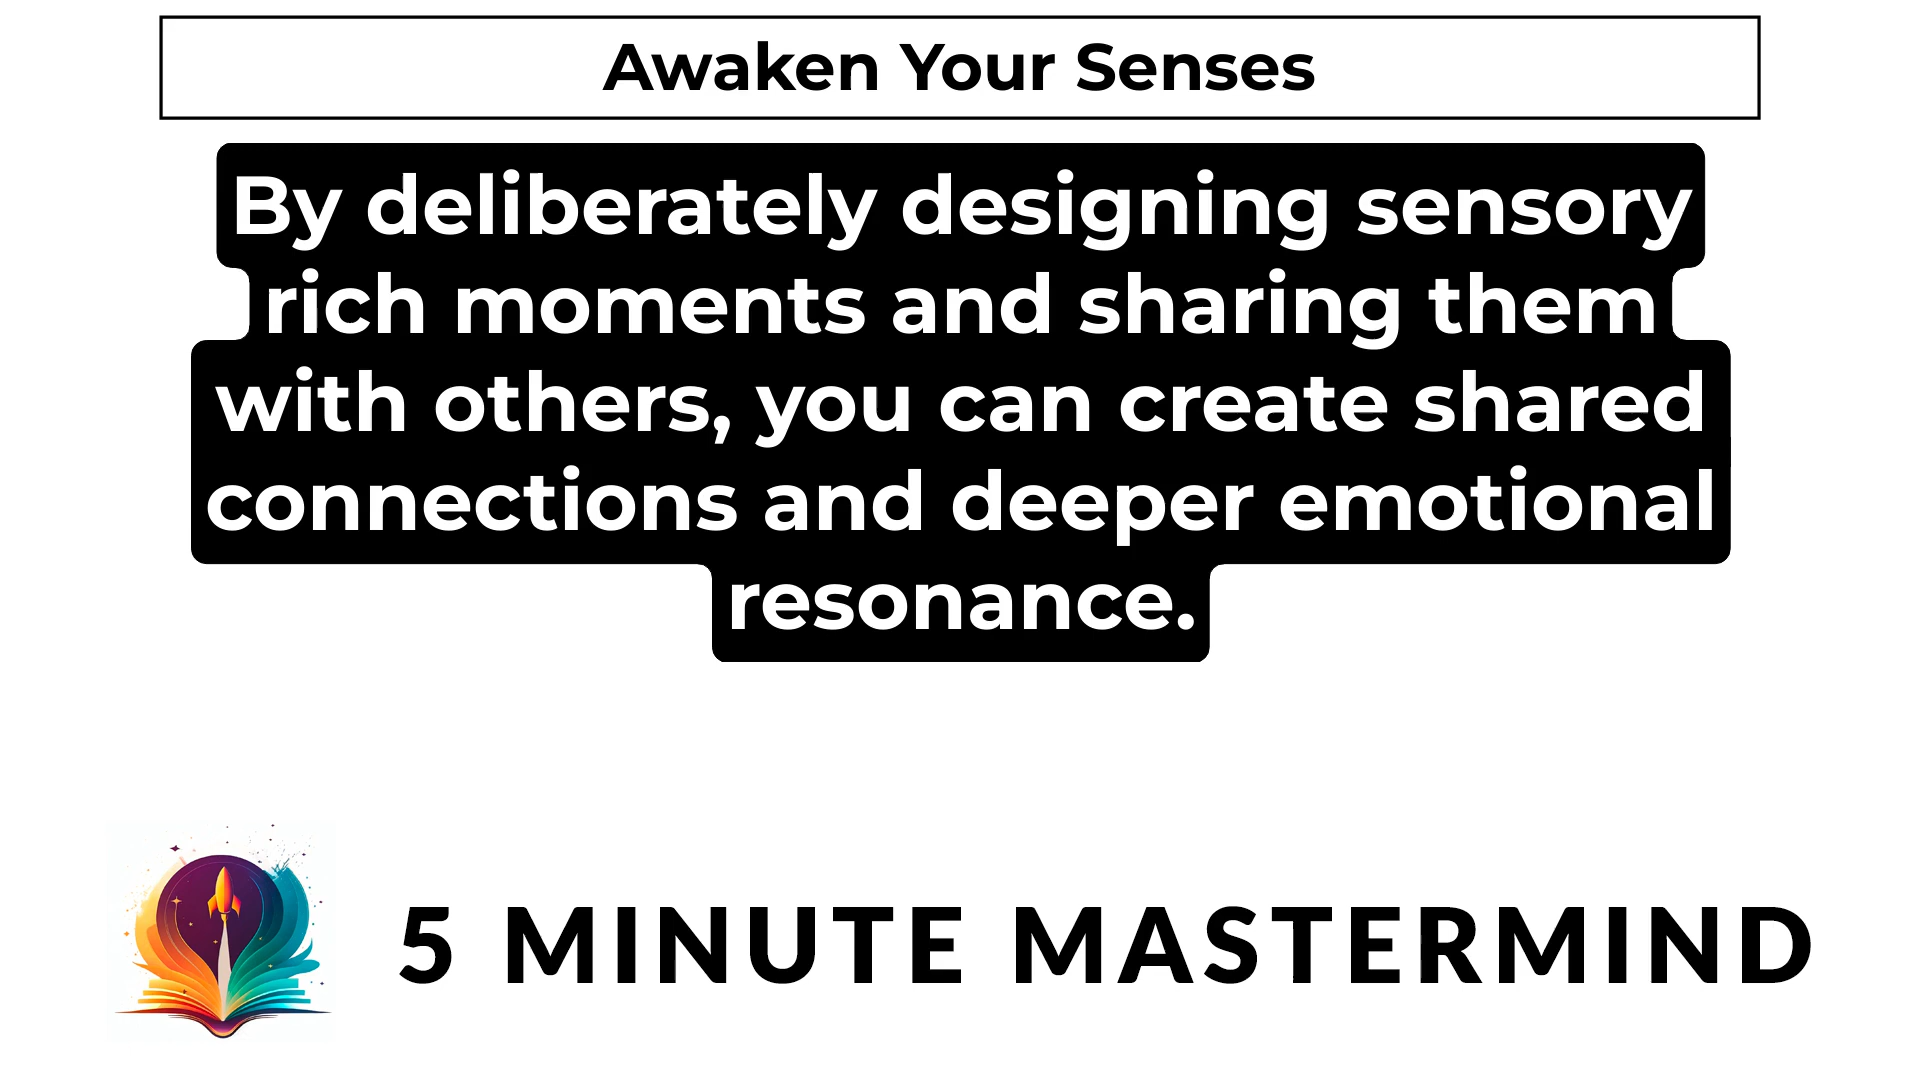 Awaken Your Senses
By deliberately designing sensory
rich moments and sharing them
with others, you can create shared
connections and deeper emotional
resonance.
5 MINUTE MASTERMIND